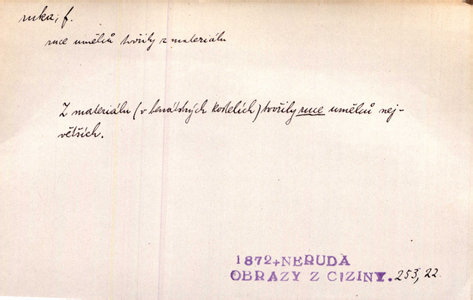 ruka, f.
ruce umělců tvořily z materiálu
Z materiálu (v benátských kostelích) tvořily ruce umělců nej-
větších.
1872+NERUDA
OBRAZY Z CIZINY. 253, 22